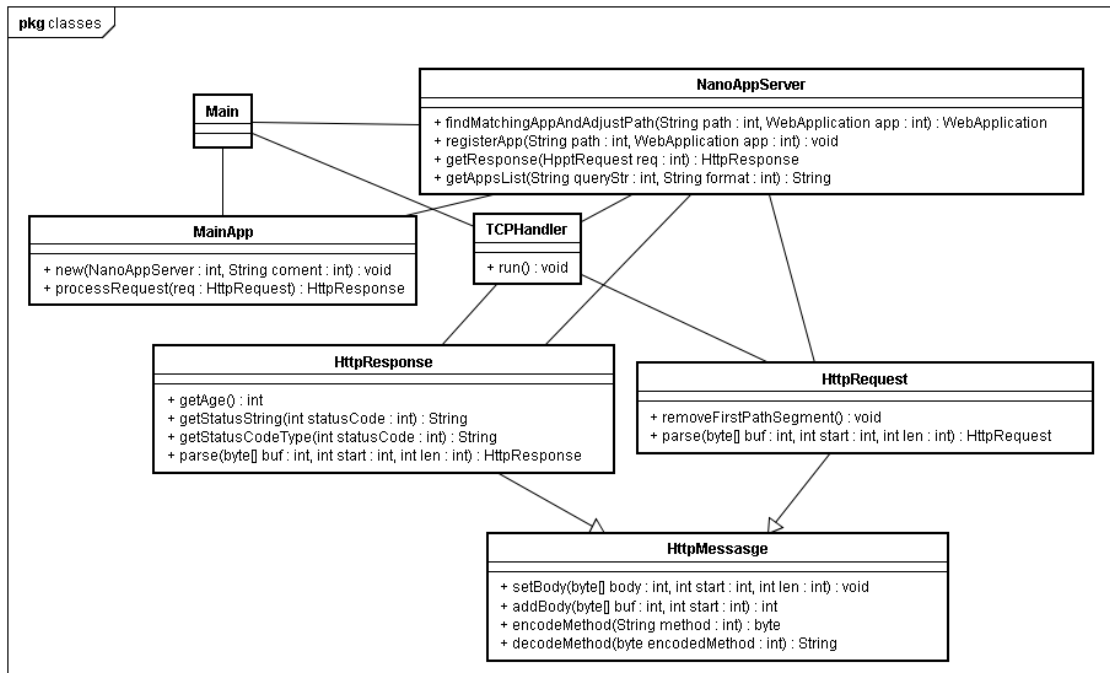 pkg classes
NanoAppServer
+ findMatchingAppAndAdjustPath(String path : int, WebApplication app : int) : WebApplication
+ registerApp(String path : int, WebApplication app : int) : void
+ getResponse(HpptRequest req : int) : HttpResponse
+ getAppsList(String queryStr : int, String format : int) : String
Main
MainApp
+ new(NanoAppServer : int, String coment : int) : void
+ processRequest(req : HttpRequest) : HttpResponse
TCPHandler
+ run() : void
HttpResponse
+ getAge() : int
+ getStatusString(int statusCode : int) : String
+ getStatusCodeType(int statusCode : int) : String
+ parse(byte[] buf : int, int start : int, int len : int) : HttpResponse
HttpRequest
+ removeFirstPathSegment() : void
+ parse(byte[] buf : int, int start : int, int len : int) : HttpRequest
HttpMessasge
+ setBody(byte[] body : int, int start : int, int len : int) : void
+ addBody(byte[] buf : int, int start : int) : int
+ encodeMethod(String method : int) : byte
+ decodeMethod(byte encodedMethod : int) : String